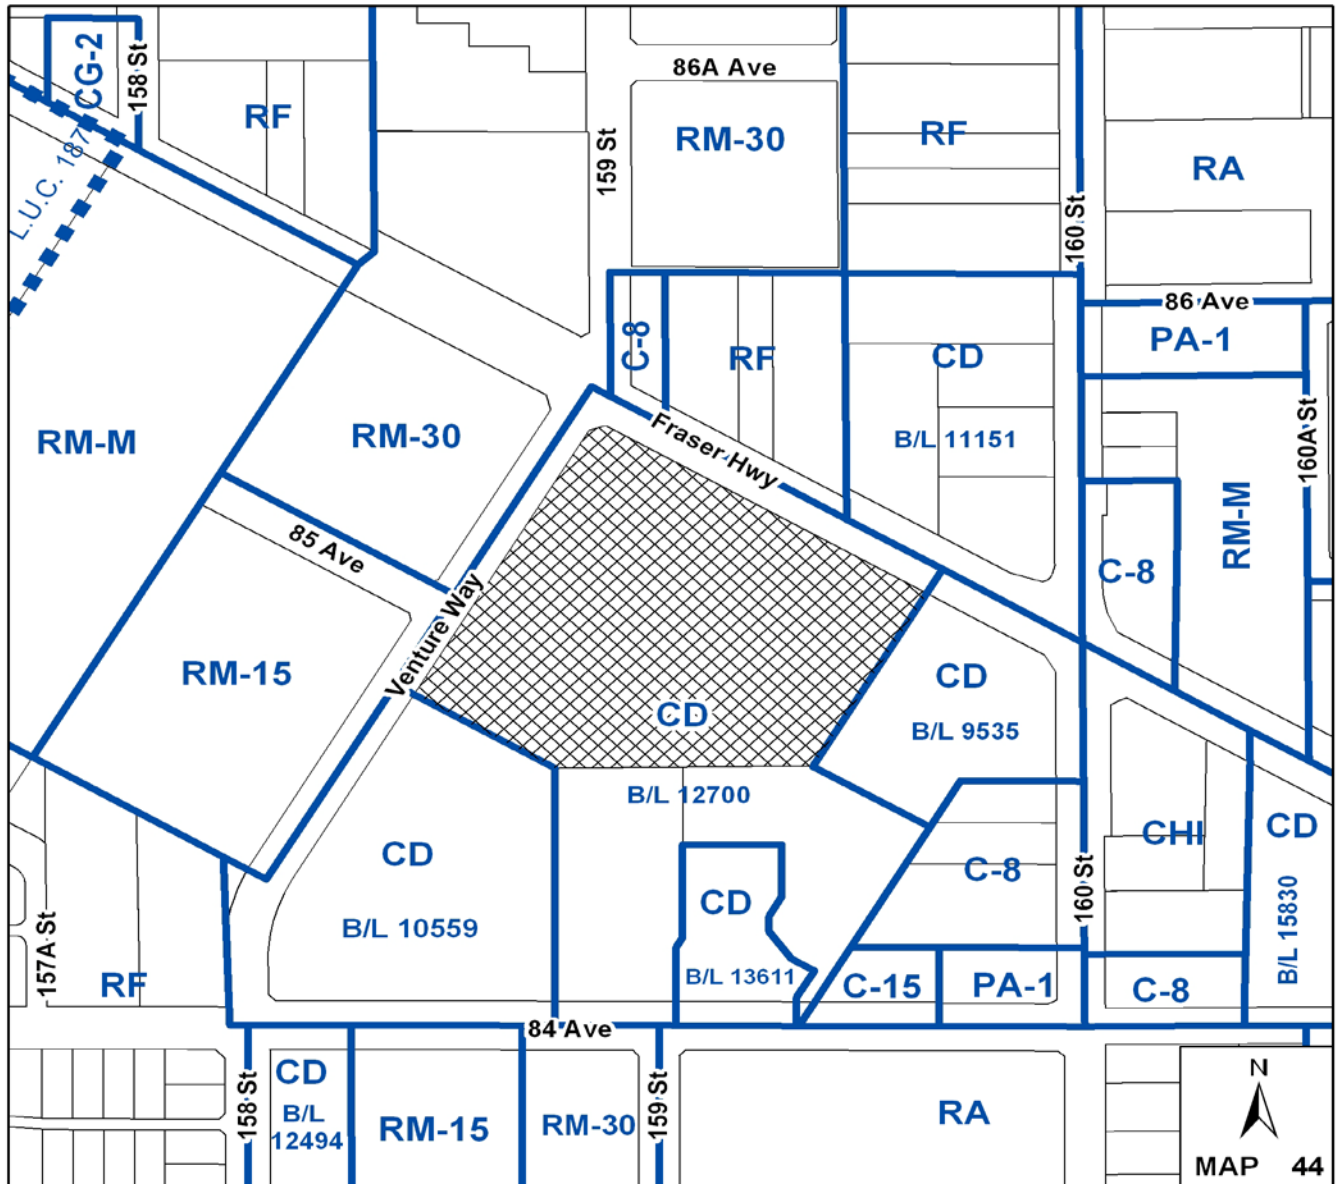 CG-2
158 St
86A Ave
RF
RM-30
159 St
RF
RA
L.U.C. 187
160 St
86 Ave
PA-1
C-8
RF
CD
160A St
RM-M
RM-30
Fraser Hwy
B/L 11151
RM-M
85 Ave
C-8
Venture Way
RM-15
CD
B/L 9535
CD
B/L 12700
CD
CHI
CD
C-8
160 St
CD
B/L 10559
B/L 15830
157A St
RF
B/L 13611
C-15
PA-1
C-8
84 Ave
158 St
CD
B/L
12494
RM-15
RM-30
159 St
RA
N
MAP 44